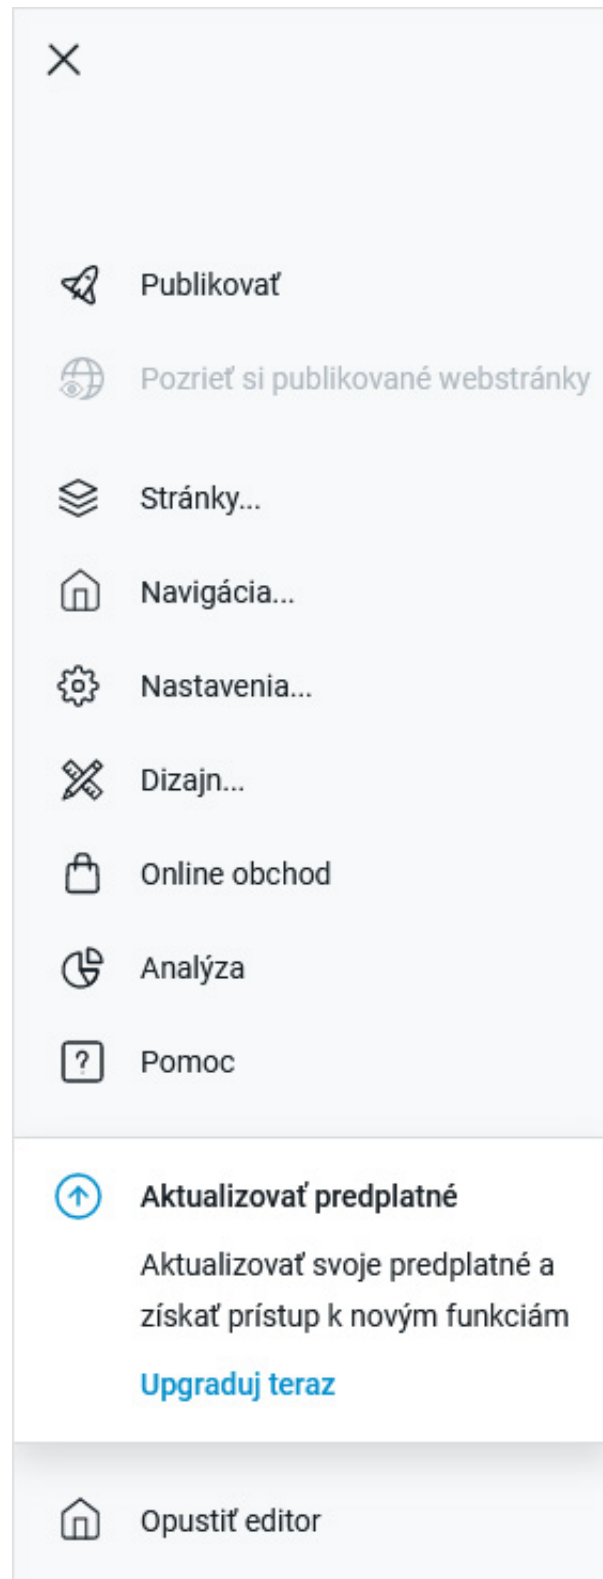 Publikovať
Pozrieť si publikované webstránky
Stránky...
Navigácia...
Nastavenia...
Dizajn...
Online obchod
Analýza
Pomoc
Aktualizovať predplatné
Aktualizovať svoje predplatné a
získať prístup k novým funkciám
Upgraduj teraz
Opustiť editor